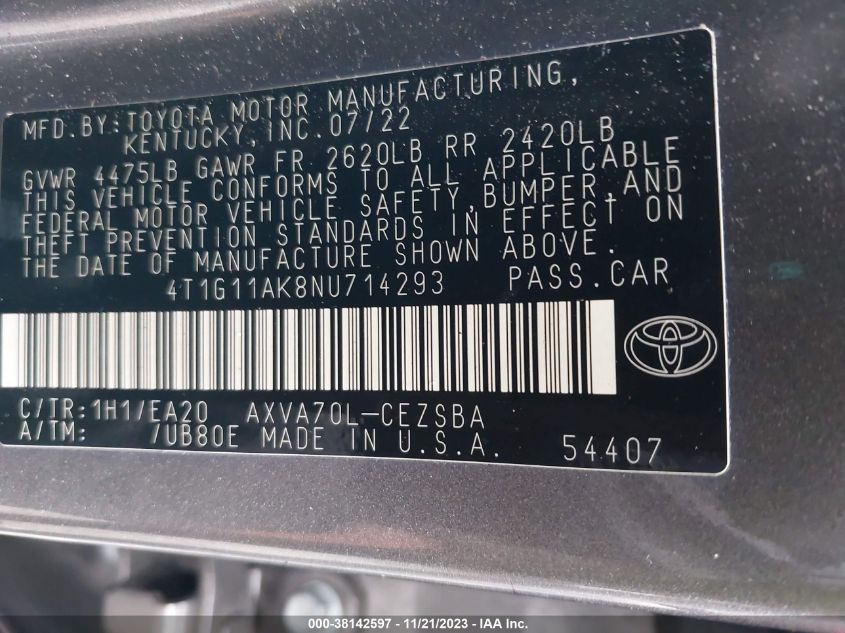 MFD.BY:TOYOTA MOTOR MANUFACTURING,
KENTUCKY, INC. 07/22
GVWR 4475LB GAWR FR 2620LB RR 2420LB
THIS VEHICLE CONFORMS TO ALL APPLICABLE
FEDERAL MOTOR VEHICLE SAFETY,BUMPER,AND
THEFT PREVENTION STANDARDS IN EFFECT ON
THE DATE OF MANUFACTURE SHOWN ABOVE.
4T1G11AK8NU714293 PASS.CAR
C/TR:1H1/EA20 AXVA70L-CEZSBA
A/TM: /UB80E MADE IN U.S.A. 54407
000-38142597 - 11/21/2023 - IAA Inc.